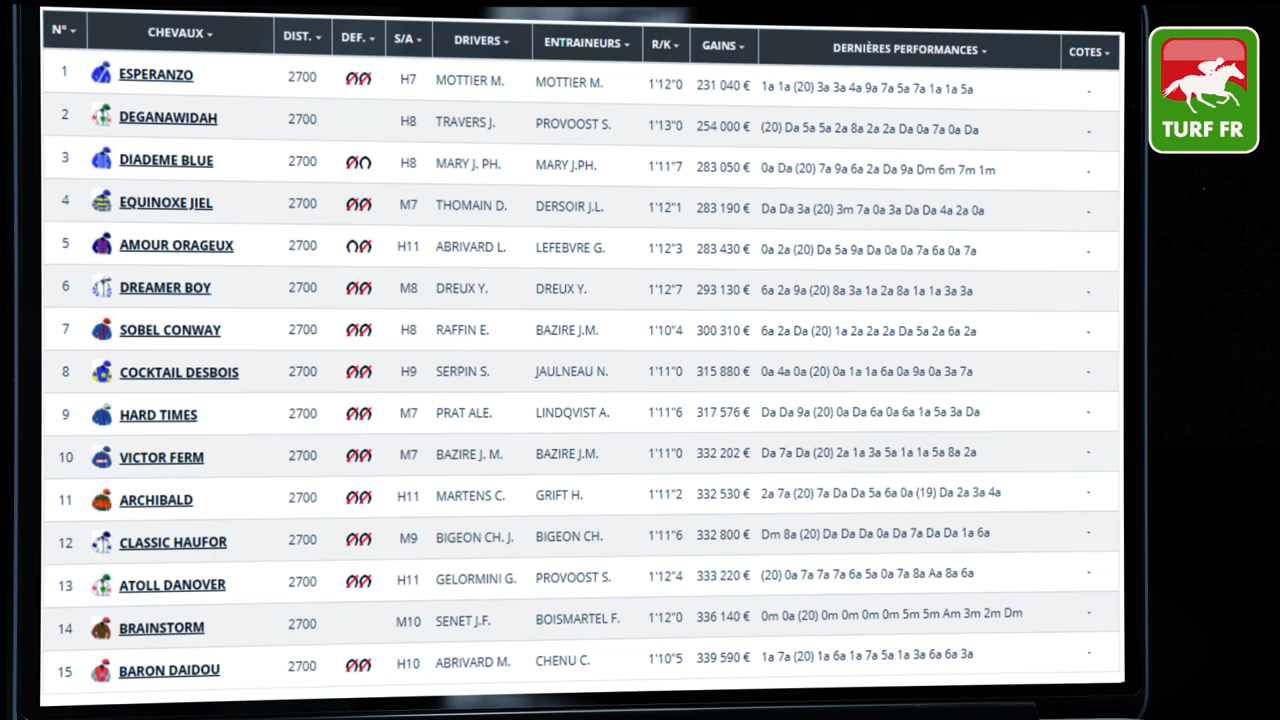 N° CHEVAUX DIST. DEF. S/A DRIVERS ENTRAINEURS R/K GAINS DERNIÈRES PERFORMANCES COTES
1 ESPERANZO 2700 H7 MOTTIER M. MOTTIER M. 1'12"0 231 040 € 1a 1a (20) 3a 3a 4a 9a 7a 5a 7a 1a 1a 5a -
2 DEGANAWIDAH 2700 H8 TRAVERS J. PROVOOST S. 1'13"0 254 000 € (20) Da 5a 5a 2a 8a 2a 2a Da 0a 7a 0a Da -
3 DIADEME BLUE 2700 H8 MARY J. PH. MARY J.PH. 1'11"7 283 050 € 0a Da (20) 7a 9a 6a 2a Da 9a Dm 6m 7m 1m -
4 EQUINOXE JIEL 2700 M7 THOMAIN D. DERSOIR J.L. 1'12"1 283 190 € Da Da 3a (20) 3m 7a 0a 3a Da Da 4a 2a 0a -
5 AMOUR ORAGEUX 2700 H11 ABRIVARD L. LEFEBVRE G. 1'12"3 283 430 € 0a 2a (20) Da 5a 9a Da 0a 0a 7a 6a 0a 7a -
6 DREAMER BOY 2700 M8 DREUX Y. DREUX Y. 1'12"7 293 130 € 6a 2a 9a (20) 8a 3a 1a 2a 8a 1a 1a 3a 3a -
7 SOBEL CONWAY 2700 H8 RAFFIN E. BAZIRE J.M. 1'10"4 300 310 € 6a 2a Da (20) 1a 2a 2a 2a Da 5a 2a 6a 2a -
8 COCKTAIL DESBOIS 2700 H9 SERPIN S. JAULNEAU N. 1'11"0 315 880 € 0a 4a 0a (20) 0a 1a 1a 6a 0a 9a 0a 3a 7a -
9 HARD TIMES 2700 M7 PRAT ALE. LINDQVIST A. 1'11"6 317 576 € Da Da 9a (20) 0a Da 6a 0a 6a 1a 5a 3a Da -
10 VICTOR FERM 2700 M7 BAZIRE J. M. BAZIRE J.M. 1'11"0 332 202 € Da 7a Da (20) 2a 1a 3a 5a 1a 1a 5a 8a 2a -
11 ARCHIBALD 2700 H11 MARTENS C. GRIFT H. 1'11"2 332 530 € 2a 7a (20) 7a Da Da 5a 6a 0a (19) Da 2a 3a 4a -
12 CLASSIC HAUFOR 2700 M9 BIGEON CH. J. BIGEON CH. 1'11"6 332 800 € Dm 8a (20) Da Da Da 0a Da 7a Da Da 1a 6a -
13 ATOLL DANOVER 2700 H11 GELORMINI G. PROVOOST S. 1'12"4 333 220 € (20) 0a 7a 7a 7a 6a 5a 0a 7a 8a Aa 8a 6a -
14 BRAINSTORM 2700 M10 SENET J.F. BOISMARTEL F. 1'12"0 336 140 € 0m 0a (20) 0m 0m 0m 0m 5m 5m Am 3m 2m Dm -
15 BARON DAIDOU 2700 H10 ABRIVARD M. CHENU C. 1'10"5 339 590 € 1a 7a (20) 1a 6a 1a 7a 5a 1a 3a 6a 6a 3a -
TURF FR